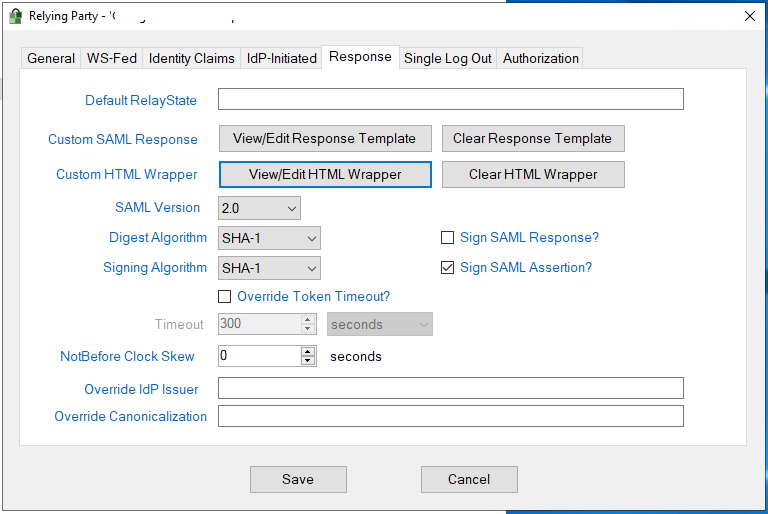 Relying Party - '
General WS-Fed Identity Claims IdP-Initiated Response Single Log Out Authorization
Default RelayState
Custom SAML Response View/Edit Response Template Clear Response Template
Custom HTML Wrapper View/Edit HTML Wrapper Clear HTML Wrapper
SAML Version 2.0
Digest Algorithm SHA-1 Sign SAML Response?
Signing Algorithm SHA-1 Sign SAML Assertion?
Override Token Timeout?
Timeout 300 seconds
NotBefore Clock Skew 0 seconds
Override IdP Issuer
Override Canonicalization
Save Cancel